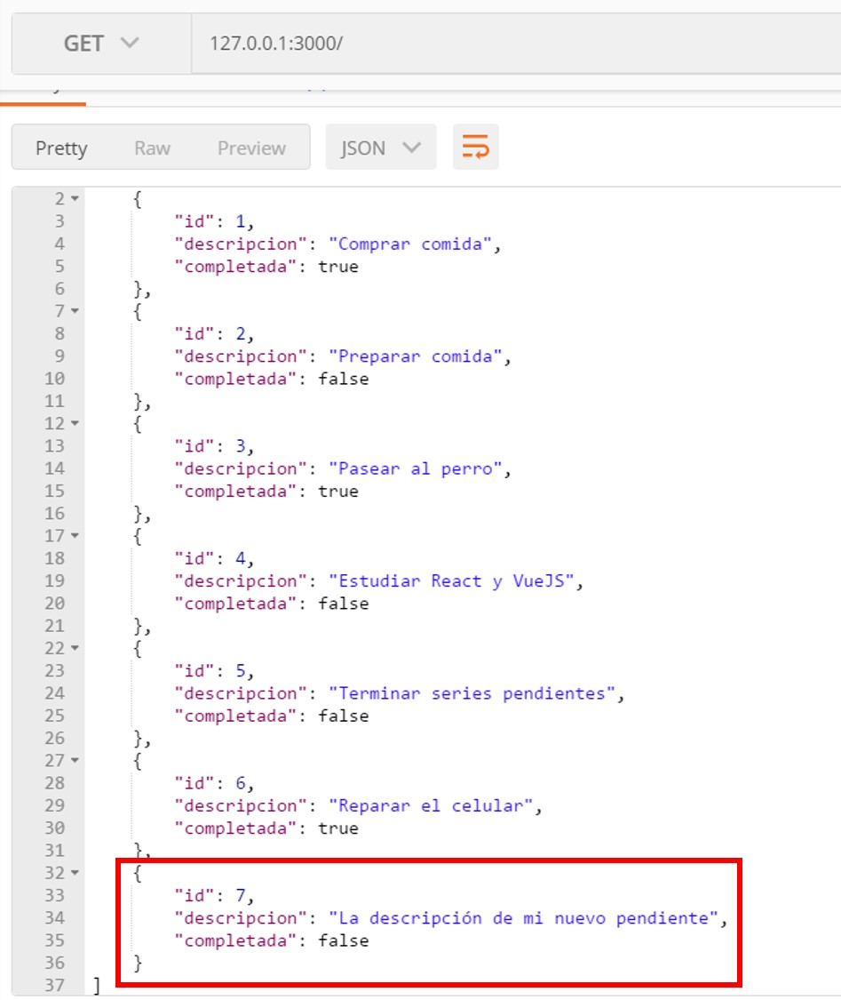 GET 127.0.0.1:3000/
Pretty Raw Preview JSON
2 {
3 "id": 1,
4 "descripcion": "Comprar comida",
5 "completada": true
6 },
7 {
8 "id": 2,
9 "descripcion": "Preparar comida",
10 "completada": false
11 },
12 {
13 "id": 3,
14 "descripcion": "Pasear al perro",
15 "completada": true
16 },
17 {
18 "id": 4,
19 "descripcion": "Estudiar React y VueJS",
20 "completada": false
21 },
22 {
23 "id": 5,
24 "descripcion": "Terminar series pendientes",
25 "completada": false
26 },
27 {
28 "id": 6,
29 "descripcion": "Reparar el celular",
30 "completada": true
31 },
32 {
33 "id": 7,
34 "descripcion": "La descripción de mi nuevo pendiente",
35 "completada": false
36 }
37 ]